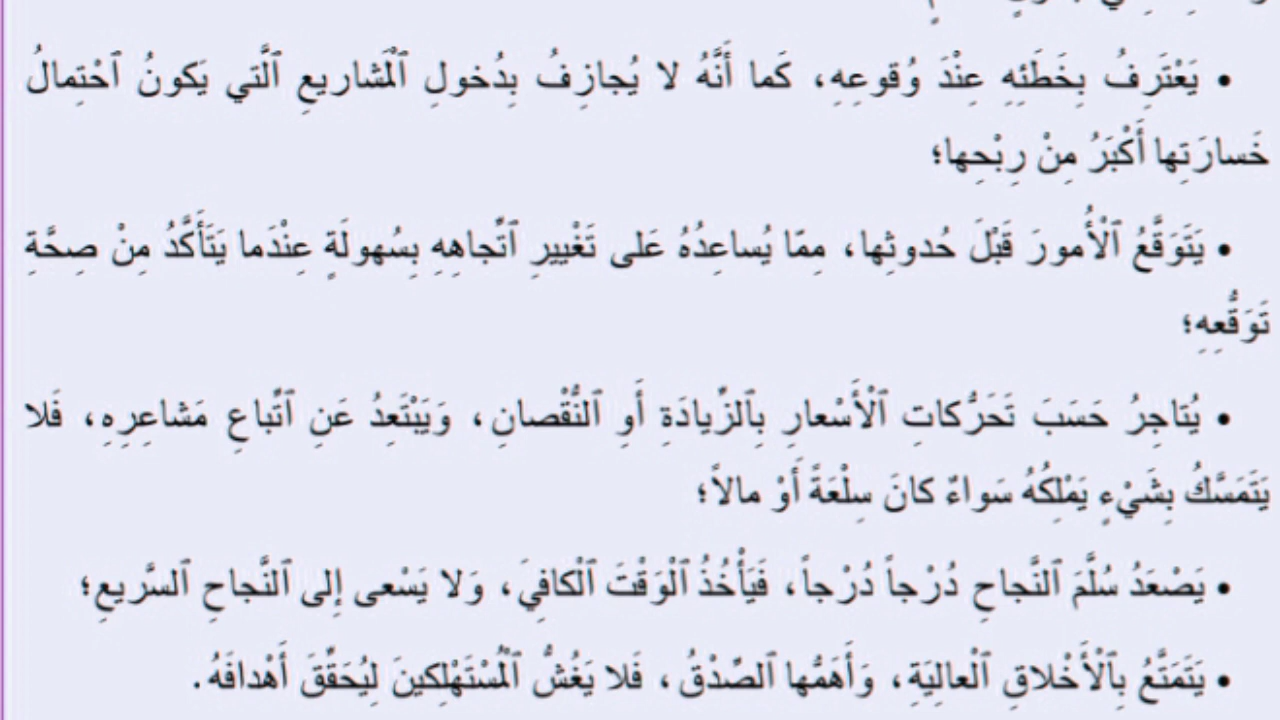 • يَعْتَرِفُ بِخَطَئِهِ عِنْدَ وُقوعِهِ، كَما أَنَّهُ لا يُجازِفُ بِدُخولِ ٱلْمَشاريعِ ٱلَّتي يَكونُ ٱحْتِمالُ
خَسارَتِها أَكْبَرُ مِنْ رِبْحِها؛
• يَتَوَقَّعُ ٱلْأُمورَ قَبْلَ حُدوثِها، مِمّا يُساعِدُهُ عَلى تَغْييرِ ٱتِّجاهِهِ بِسُهولَةٍ عِنْدَما يَتَأَكَّدُ مِنْ صِحَّةِ
تَوَقُّعِهِ؛
• يُتاجِرُ حَسَبَ تَحَرُّكاتِ ٱلْأَسْعارِ بِٱلزِّيادَةِ أَوِ ٱلنُّقْصانِ، وَيَبْتَعِدُ عَنِ ٱتِّباعِ مَشاعِرِهِ، فَلا
يَتَمَسَّكُ بِشَيْءٍ يَمْلِكُهُ سَواءٌ كانَ سِلْعَةً أَوْ مالاً؛
• يَصْعَدُ سُلَّمَ ٱلنَّجاحِ دُرْجاً دُرْجاً، فَيَأْخُذُ ٱلْوَقْتَ ٱلْكافِيَ، وَلا يَسْعى إِلى ٱلنَّجاحِ ٱلسَّريعِ؛
• يَتَمَتَّعُ بِٱلْأَخْلاقِ ٱلْعالِيَةِ، وَأَهَمُّها ٱلصِّدْقُ، فَلا يَغُشُّ ٱلْمُسْتَهْلِكينَ لِيُحَقِّقَ أَهْدافَهُ.